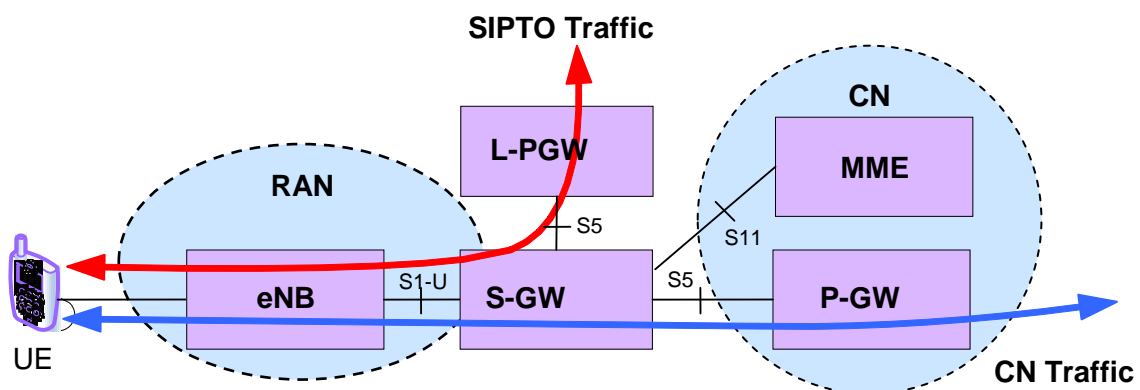 SIPTO Traffic
CN
L-PGW
MME
RAN
S5
S11
S1-U
S5
eNB
S-GW
P-GW
UE
CN Traffic